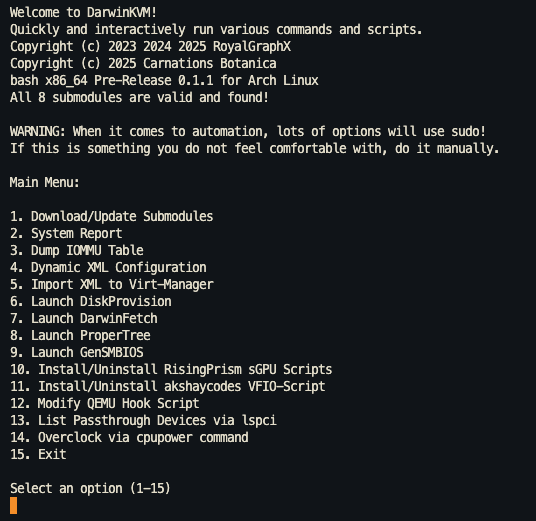 Welcome to DarwinKVM!
Quickly and interactively run various commands and scripts.
Copyright (c) 2023 2024 2025 RoyalGraphX
Copyright (c) 2025 Carnations Botanica
bash x86_64 Pre-Release 0.1.1 for Arch Linux
All 8 submodules are valid and found!
WARNING: When it comes to automation, lots of options will use sudo!
If this is something you do not feel comfortable with, do it manually.
Main Menu:
1. Download/Update Submodules
2. System Report
3. Dump IOMMU Table
4. Dynamic XML Configuration
5. Import XML to Virt-Manager
6. Launch DiskProvision
7. Launch DarwinFetch
8. Launch ProperTree
9. Launch GenSMBIOS
10. Install/Uninstall RisingPrism sGPU Scripts
11. Install/Uninstall akshaycodes VFIO-Script
12. Modify QEMU Hook Script
13. List Passthrough Devices via lspci
14. Overclock via cpupower command
15. Exit
Select an option (1-15)